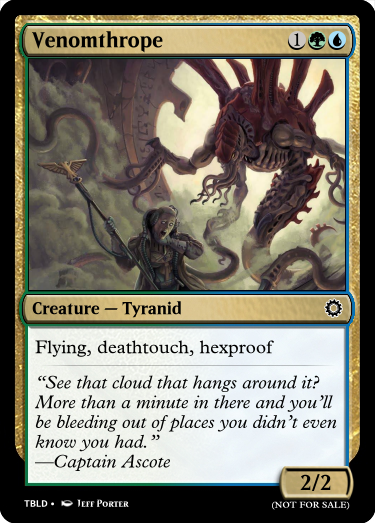 Venomthrope
1
Creature — Tyranid
Flying, deathtouch, hexproof
“See that cloud that hangs around it?
More than a minute in there and you’ll
be bleeding out of places you didn’t even
know you had.”
—Captain Ascote
2/2
TBLD • Jeff Porter
(NOT FOR SALE)